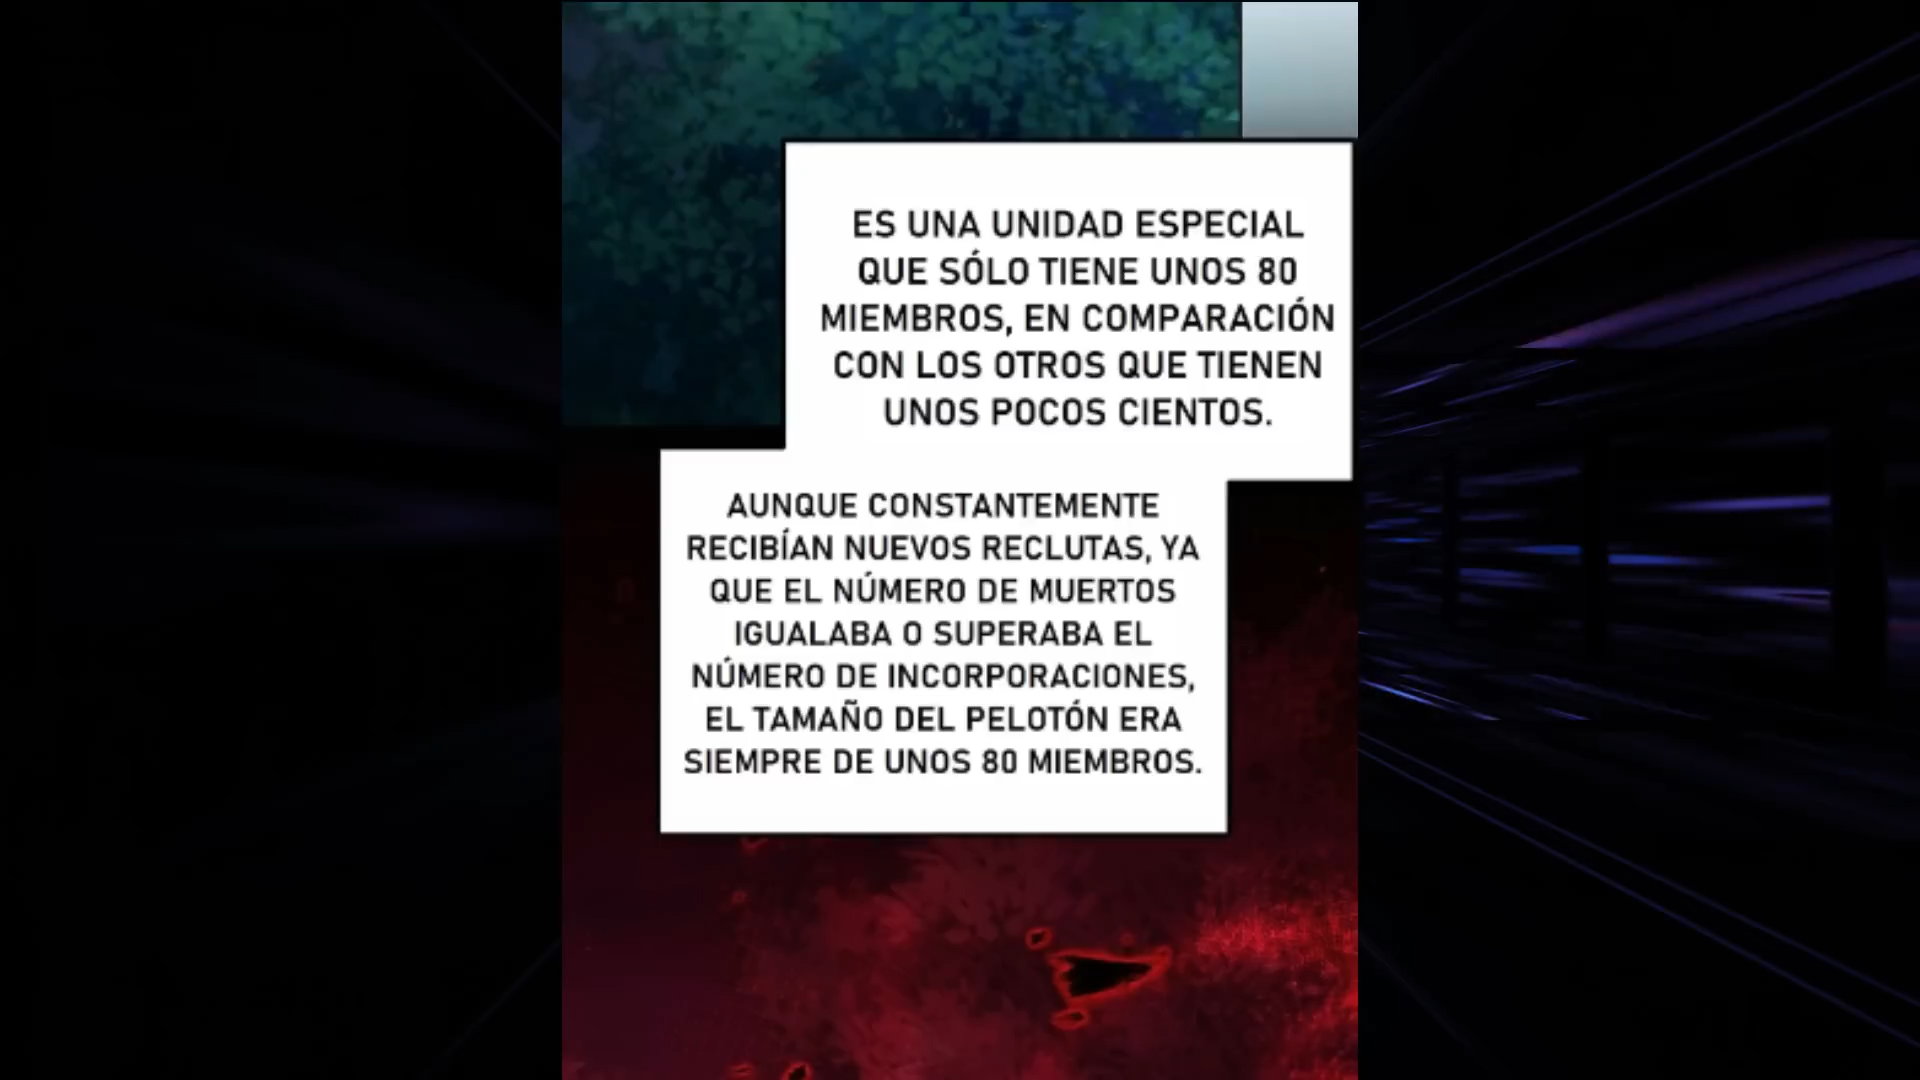 ES UNA UNIDAD ESPECIAL
QUE SÓLO TIENE UNOS 80
MIEMBROS, EN COMPARACIÓN
CON LOS OTROS QUE TIENEN
UNOS POCOS CIENTOS.
AUNQUE CONSTANTEMENTE
RECIBÍAN NUEVOS RECLUTAS, YA
QUE EL NÚMERO DE MUERTOS
IGUALABA O SUPERABA EL
NÚMERO DE INCORPORACIONES,
EL TAMAÑO DEL PELOTÓN ERA
SIEMPRE DE UNOS 80 MIEMBROS.